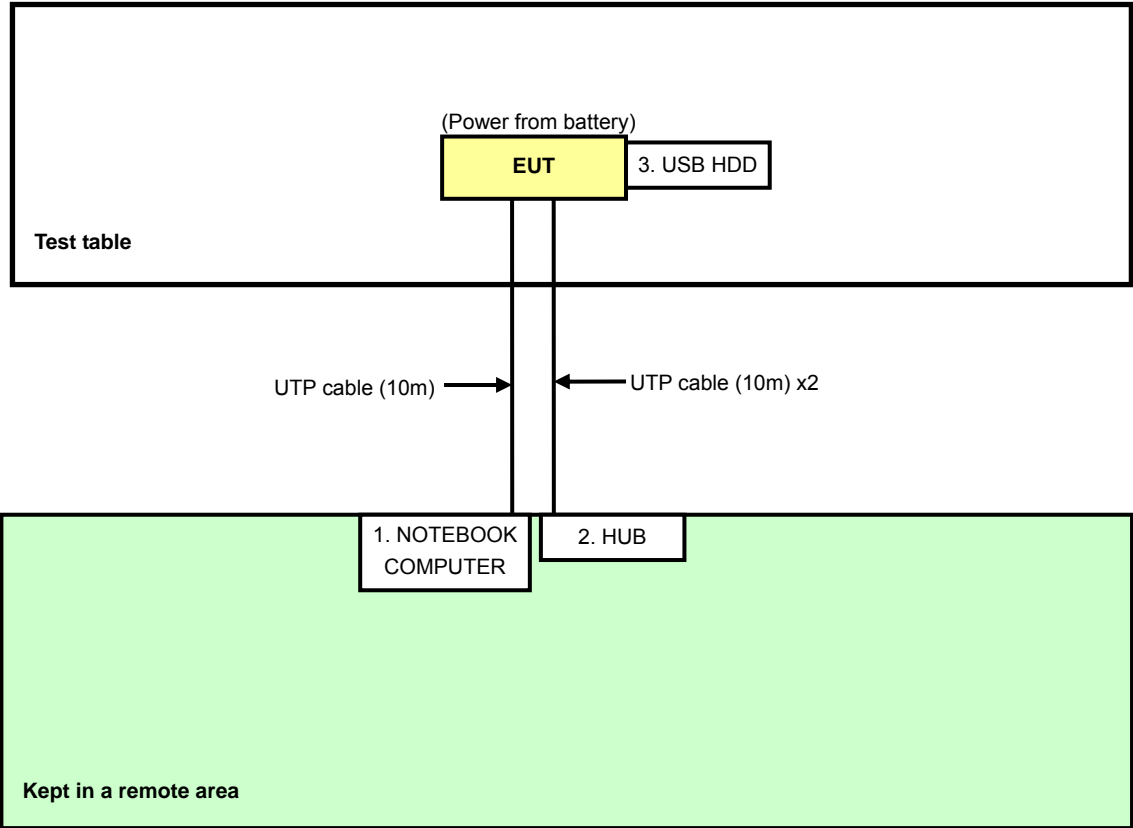 (Power from battery)
EUT
3. USB HDD
Test table
UTP cable (10m)
UTP cable (10m) x2
1. NOTEBOOK
COMPUTER
2. HUB
Kept in a remote area